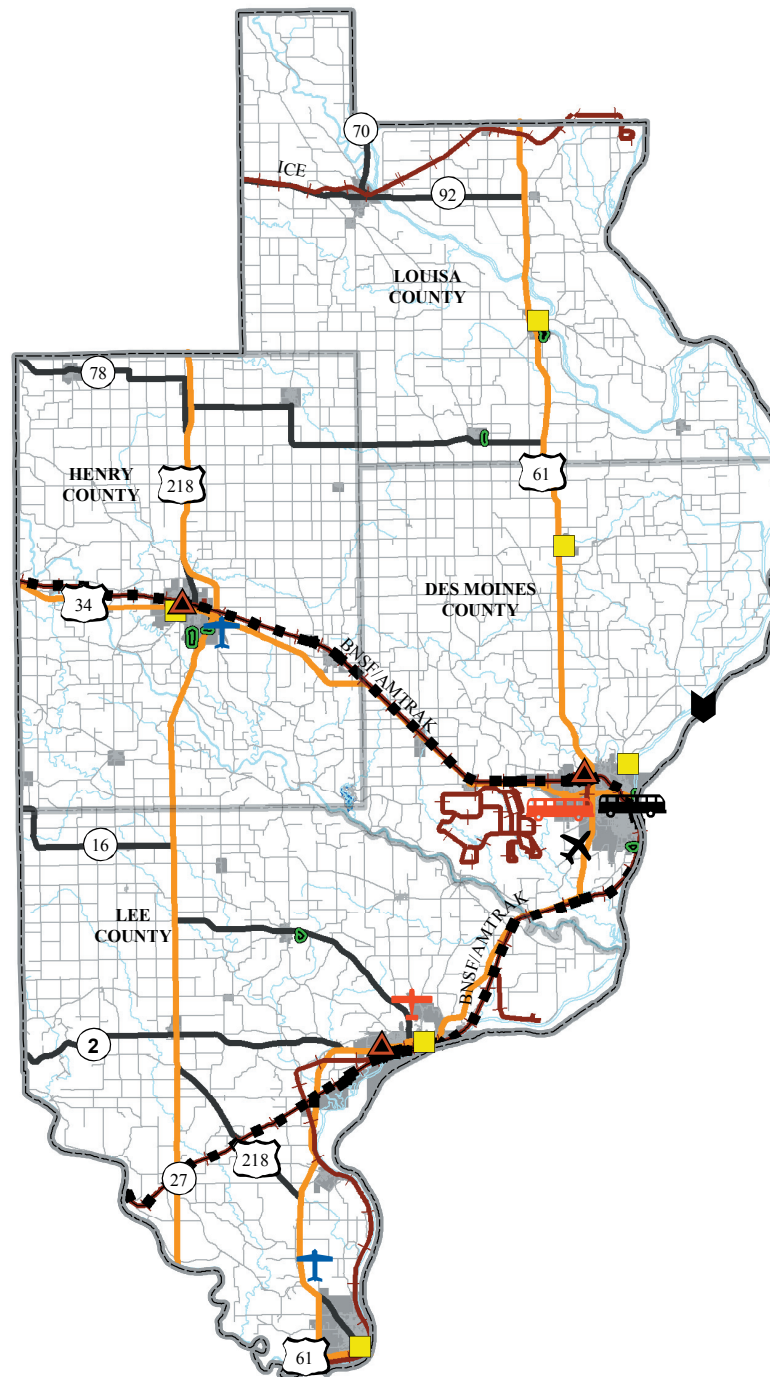 70
ICE
92
LOUISA
COUNTY
78
HENRY
COUNTY
218
61
34
DES MOINES
COUNTY
BNSF/AMTRAK
16
LEE
COUNTY
BNSF/AMTRAK
2
218
27
61